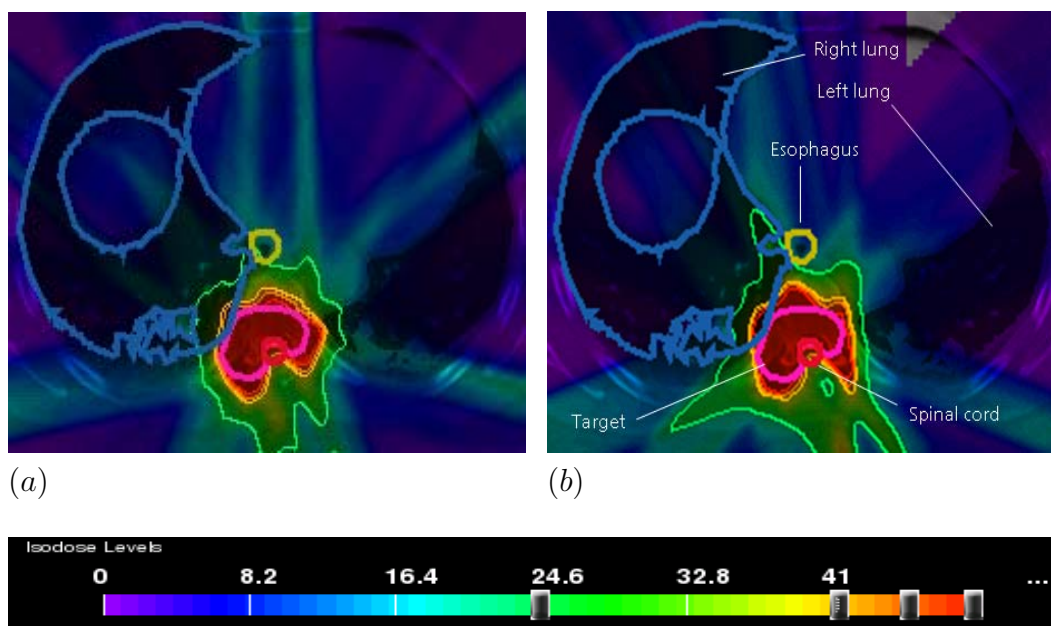 Right lung
Left lung
Esophagus
Target
Spinal cord
(a)
(b)
Isodose Levels
0 8.2 16.4 24.6 32.8 41 ...